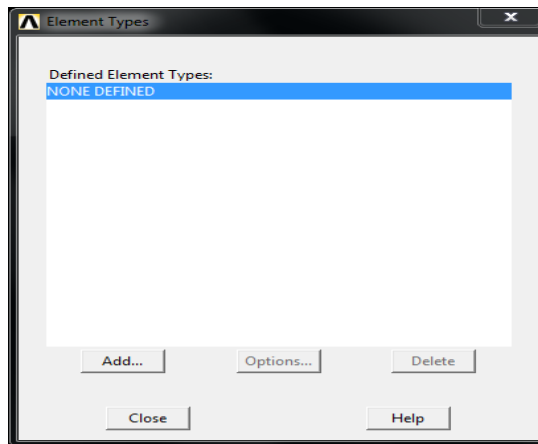 Element Types
X
Defined Element Types:
NONE DEFINED
Add... Options... Delete
Close Help